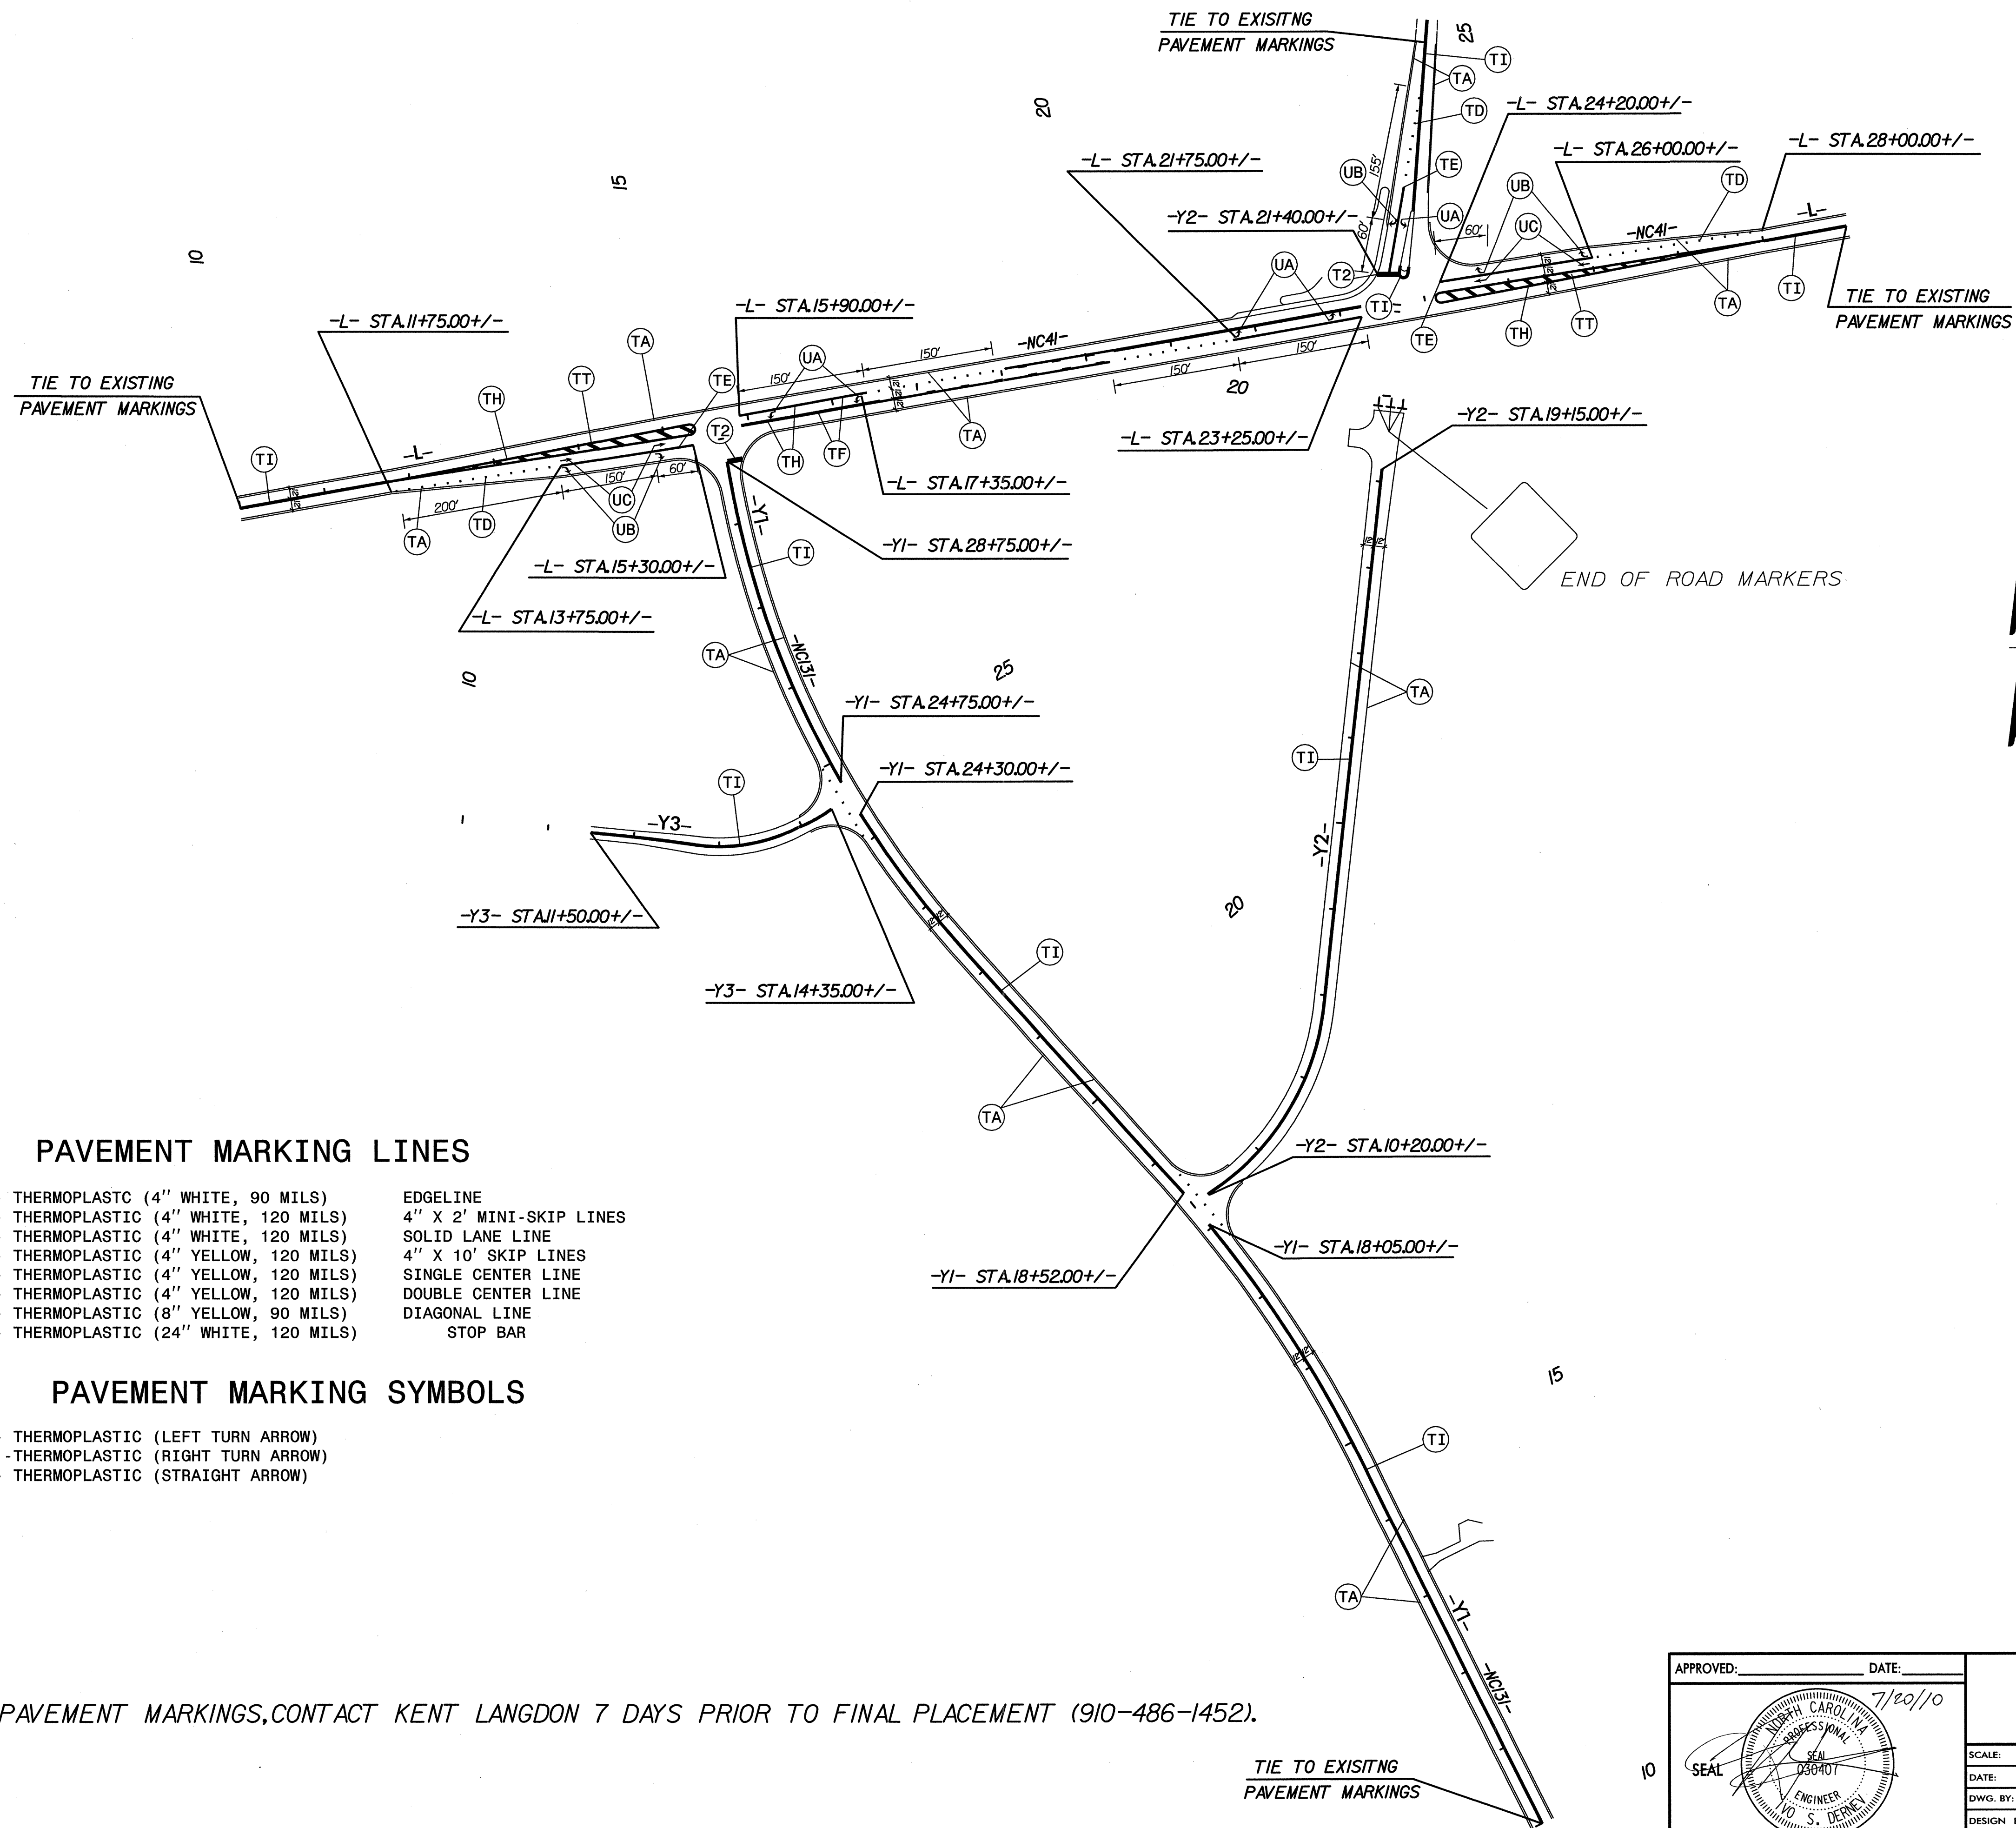 TIE TO EXISITNG
PAVEMENT MARKINGS
25
TI
TA
20
TD
-L- STA.24+20.00+/-
-L- STA.26+00.00+/-
-L- STA.28+00.00+/-
-L- STA.21+75.00+/-
155'
UB
TE
UB
TD
15
-Y2- STA.21+40.00+/-
60'
UA
60'
UC
-NC41-
-L-
10
UA
T2
TI
TE
TH
TT
TA
TI
TIE TO EXISTING
PAVEMENT MARKINGS
-L- STA.15+90.00+/-
-L- STA.11+75.00+/-
TA
UA
150'
150'
-NC41-
150'
150'
20
TIE TO EXISTING
PAVEMENT MARKINGS
TH
TT
TE
T2
TH
TF
TA
-L- STA.23+25.00+/-
-Y2- STA.19+15.00+/-
TI
-L-
12'
12'
200'
150'
60'
UC
UB
TA
TD
-L- STA.17+35.00+/-
-Y1-
TI
-Y1- STA.28+75.00+/-
-L- STA.15+30.00+/-
-L- STA.13+75.00+/-
12'
12'
END OF ROAD MARKERS
10
TA
-NC131-
25
TA
-Y1- STA.24+75.00+/-
TI
-Y1- STA.24+30.00+/-
TI
-Y3-
-Y2-
-Y3- STA.11+50.00+/-
12'
12'
20
TI
-Y3- STA.14+35.00+/-
TA
PAVEMENT MARKING LINES
THERMOPLASTC (4" WHITE, 90 MILS) EDGELINE
THERMOPLASTIC (4" WHITE, 120 MILS) 4" X 2' MINI-SKIP LINES
THERMOPLASTIC (4" WHITE, 120 MILS) SOLID LANE LINE
THERMOPLASTIC (4" YELLOW, 120 MILS) 4" X 10' SKIP LINES
THERMOPLASTIC (4" YELLOW, 120 MILS) SINGLE CENTER LINE
THERMOPLASTIC (4" YELLOW, 120 MILS) DOUBLE CENTER LINE
THERMOPLASTIC (8" YELLOW, 90 MILS) DIAGONAL LINE
THERMOPLASTIC (24" WHITE, 120 MILS) STOP BAR
-Y2- STA.10+20.00+/-
-Y1- STA.18+05.00+/-
-Y1- STA.18+52.00+/-
12'
12'
15
PAVEMENT MARKING SYMBOLS
THERMOPLASTIC (LEFT TURN ARROW)
-THERMOPLASTIC (RIGHT TURN ARROW)
THERMOPLASTIC (STRAIGHT ARROW)
TI
TA
-Y1-
-NC131-
PAVEMENT MARKINGS,CONTACT KENT LANGDON 7 DAYS PRIOR TO FINAL PLACEMENT (910-486-1452).
TIE TO EXISITNG
PAVEMENT MARKINGS
10
APPROVED: DATE:
7/20/10
SEAL
NORTH CAROLINA
PROFESSIONAL
SEAL
030407
ENGINEER
IVO S. DERNEV
SCALE:
DATE:
DWG. BY:
DESIGN